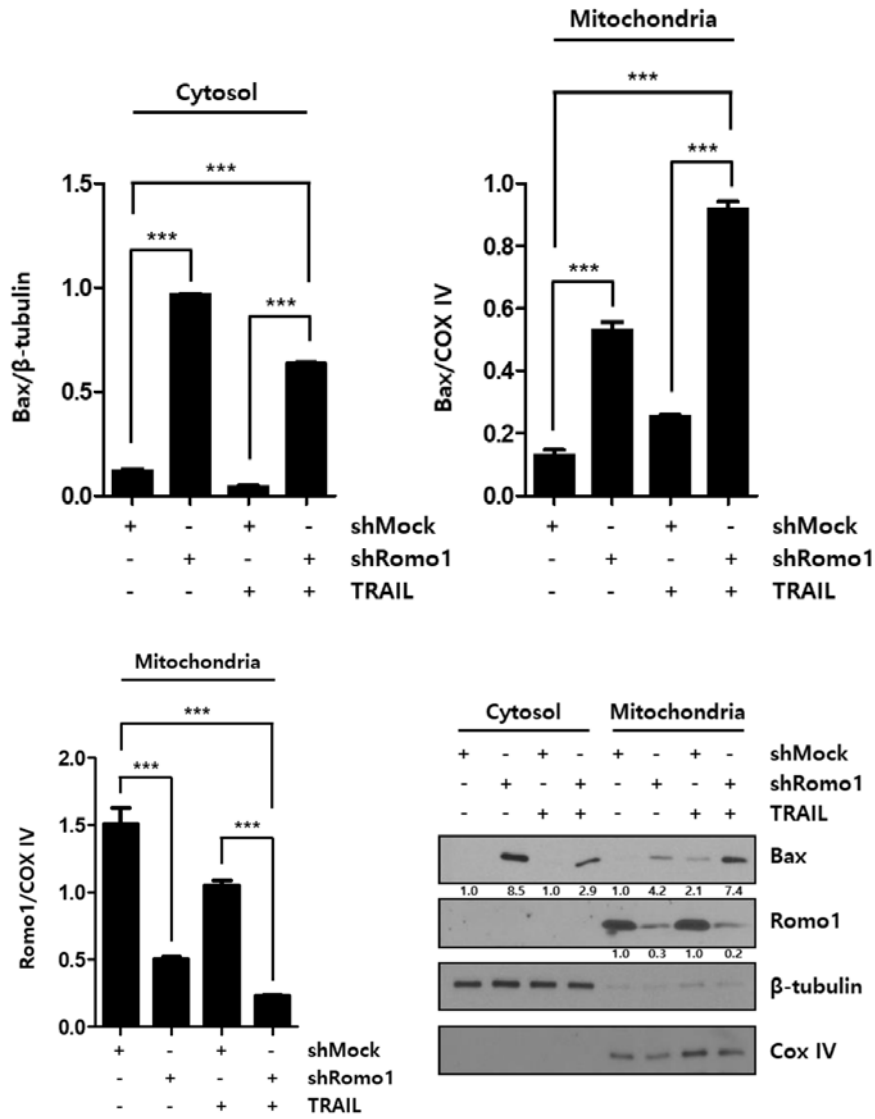 Cytosol
***
***
***
Bax/β-tubulin
1.5
1.0
0.5
0.0
+ - + - shMock
- + - + shRomo1
- - + + TRAIL
Mitochondria
***
***
***
Bax/COX IV
1.0
0.8
0.6
0.4
0.2
0.0
+ - + - shMock
- + - + shRomo1
- - + + TRAIL
Mitochondria
***
***
***
Romo1/COX IV
2.0
1.5
1.0
0.5
0.0
+ - + - shMock
- + - + shRomo1
- - + + TRAIL
Cytosol Mitochondria
+ - + - + - + - shMock
- + - + - + - + shRomo1
- - + + - - + + TRAIL
Bax
1.0 8.5 1.0 2.9 1.0 4.2 2.1 7.4
Romo1
1.0 0.3 1.0 0.2
β-tubulin
Cox IV